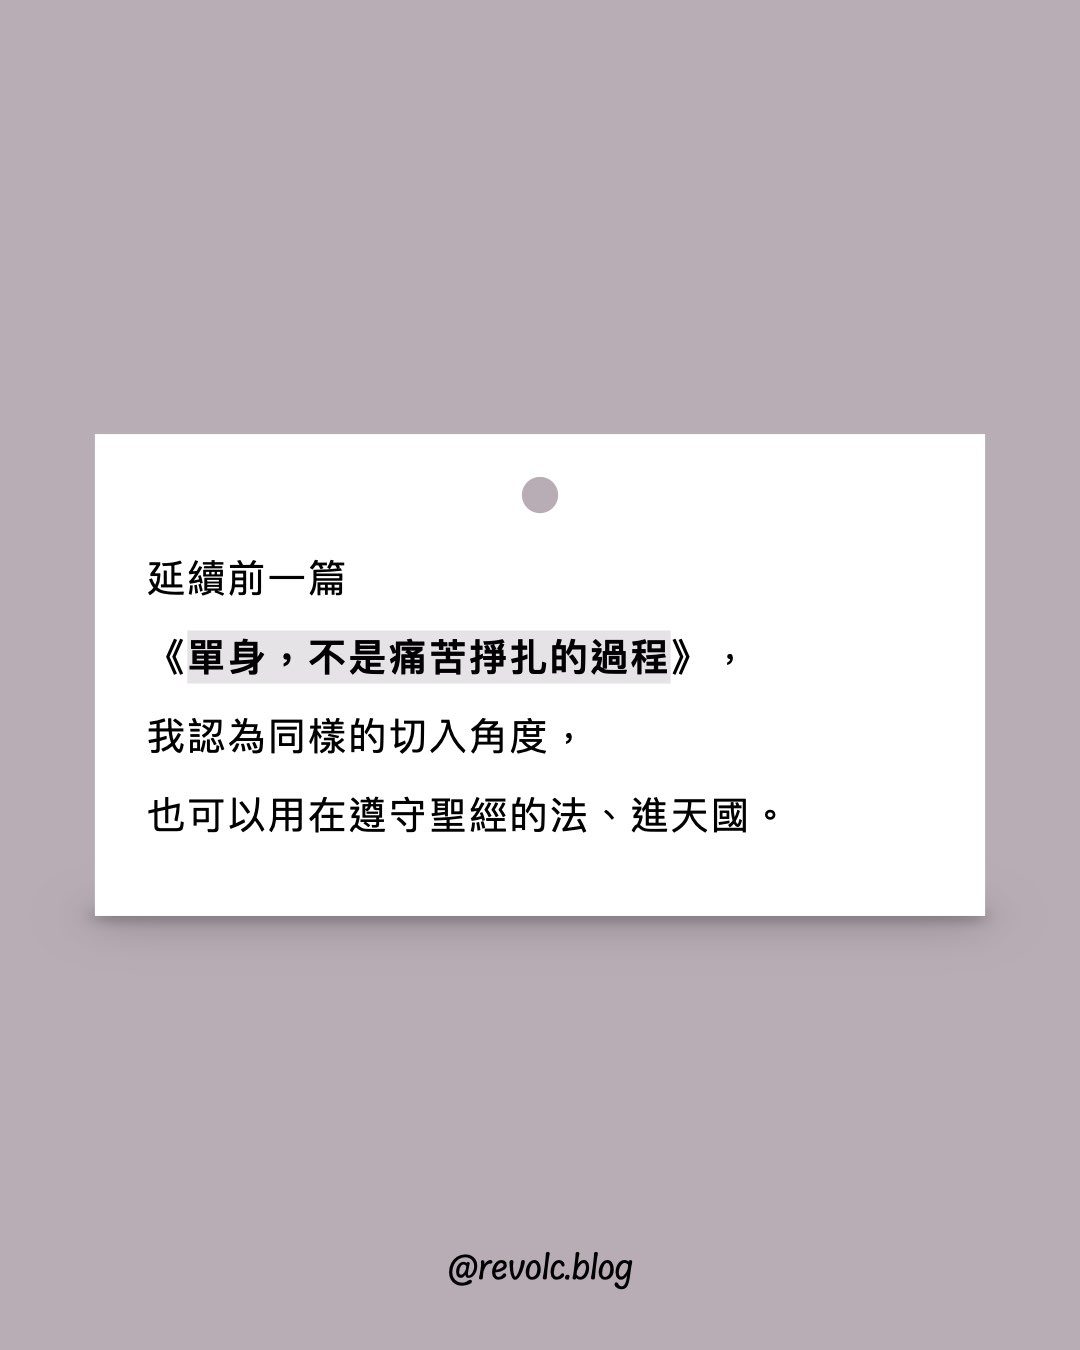 延續前一篇
《單身，不是痛苦掙扎的過程》，
我認為同樣的切入角度，
也可以用在遵守聖經的法、進天國。
@revolc.blog